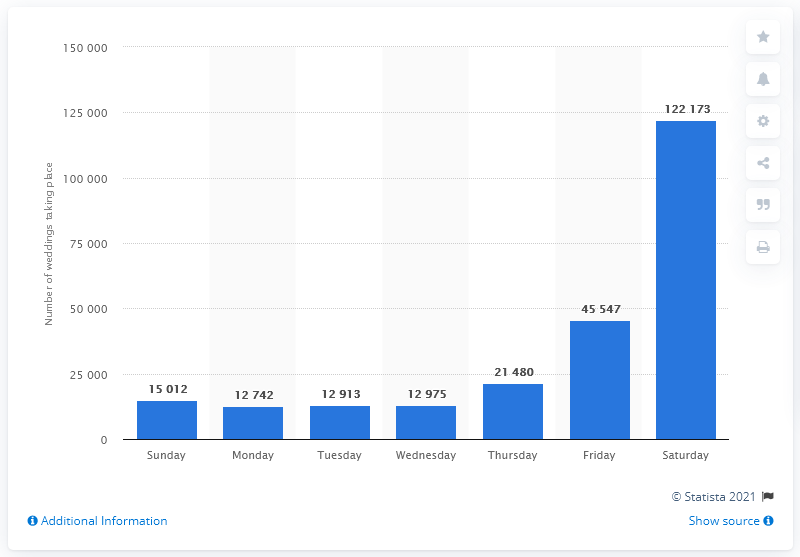 150 000
125 000
100 000
75 000
50 000
25 000
0
Number of weddings taking place
15 012
12 742
12 913
12 975
21 480
45 547
122 173
Sunday
Monday
Tuesday
Wednesday
Thursday
Friday
Saturday
© Statista 2021
Additional Information
Show source